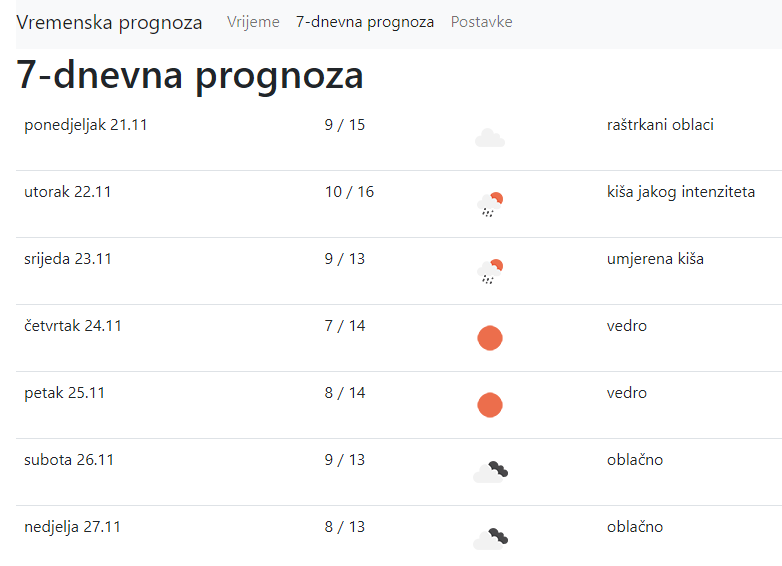 Vremenska prognoza Vrijeme 7-dnevna prognoza Postavke
7-dnevna prognoza
ponedjeljak 21.11 9 / 15 raštrkani oblaci
utorak 22.11 10 / 16 kiša jakog intenziteta
srijeda 23.11 9 / 13 umjerena kiša
četvrtak 24.11 7 / 14 vedro
petak 25.11 8 / 14 vedro
subota 26.11 9 / 13 oblačno
nedjelja 27.11 8 / 13 oblačno